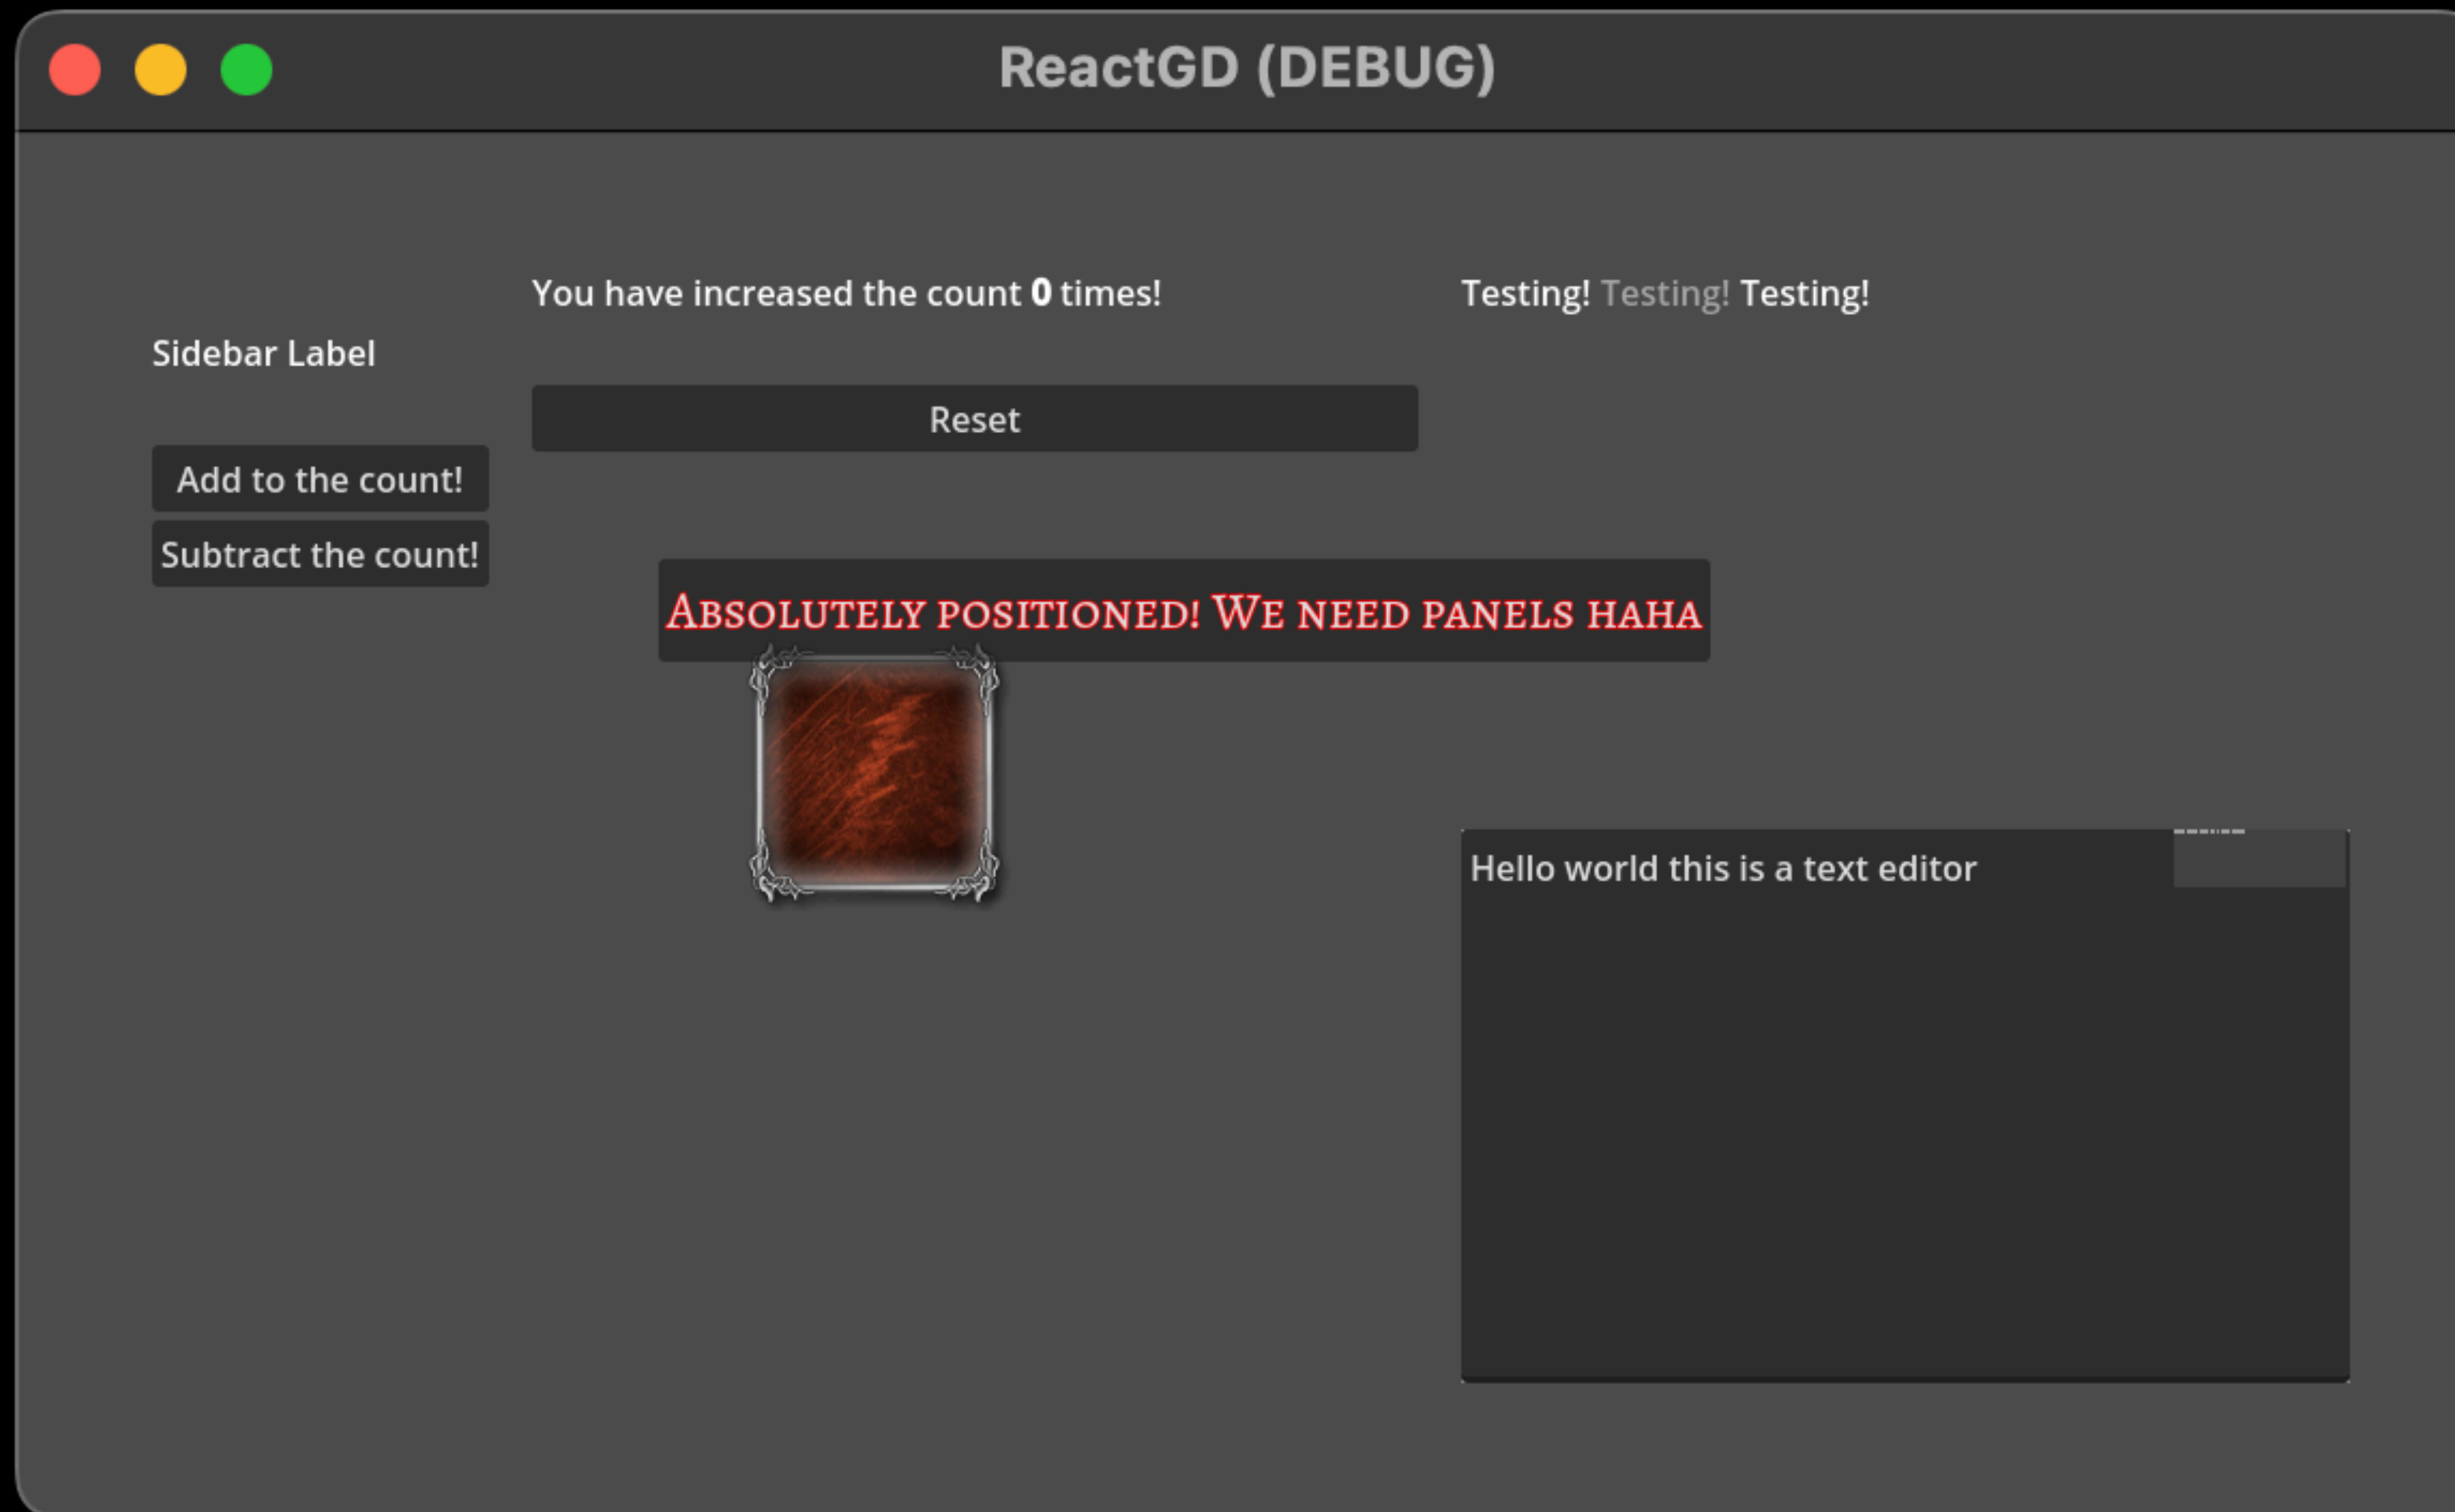 ReactGD (DEBUG)
You have increased the count 0 times!
Testing! Testing! Testing!
Sidebar Label
Reset
Add to the count!
Subtract the count!
Absolutely positioned! We need panels haha
Hello world this is a text editor